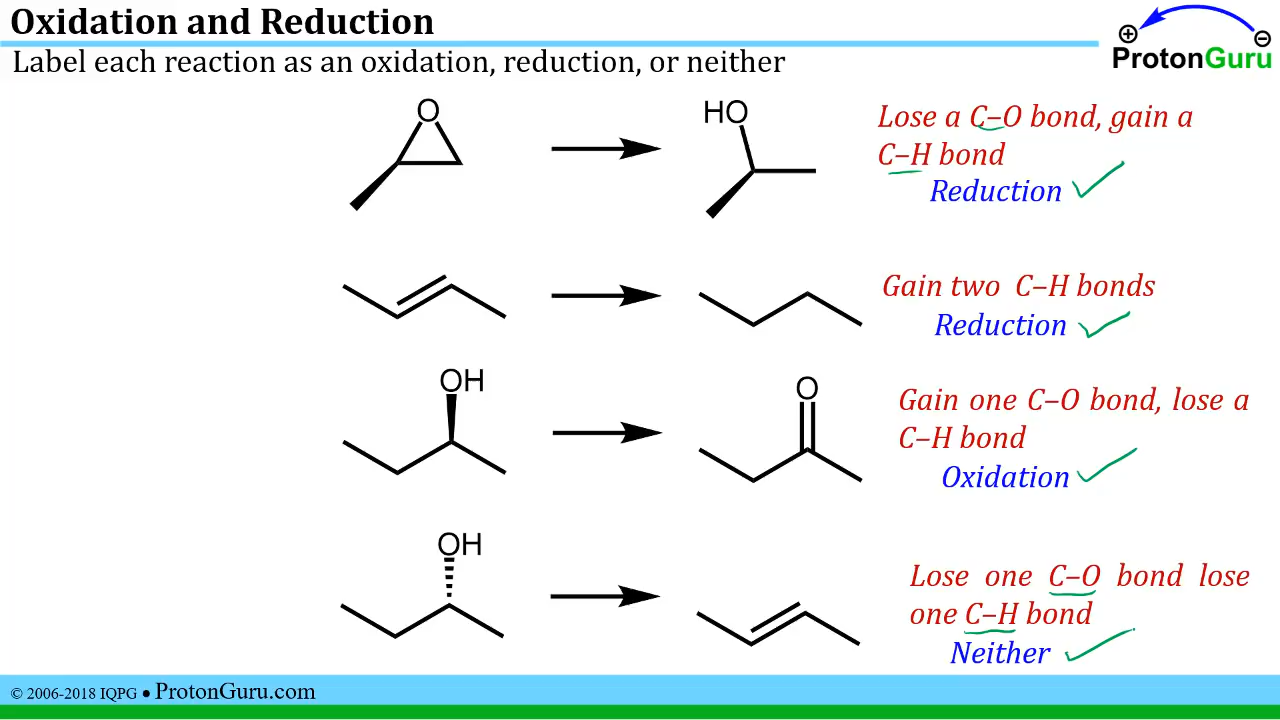 Oxidation and Reduction
⊕ ⊖
ProtonGuru
Label each reaction as an oxidation, reduction, or neither
O
HO
Lose a C–O bond, gain a
C–H bond
Reduction
Gain two C–H bonds
Reduction
OH
O
Gain one C–O bond, lose a
C–H bond
Oxidation
OH
Lose one C–O bond lose
one C–H bond
Neither
© 2006-2018 IQPG ● ProtonGuru.com